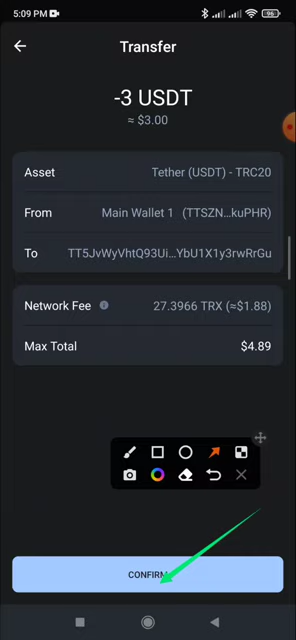 5:09 PM
96
Transfer
-3 USDT
≈ $3.00
Asset Tether (USDT) - TRC20
From Main Wallet 1 (TTSZN...kuPHR)
To TT5JvWyVhtQ93Ui...YbU1X1y3rwRrGu
Network Fee 27.3966 TRX (≈$1.88)
Max Total $4.89
CONFIRM